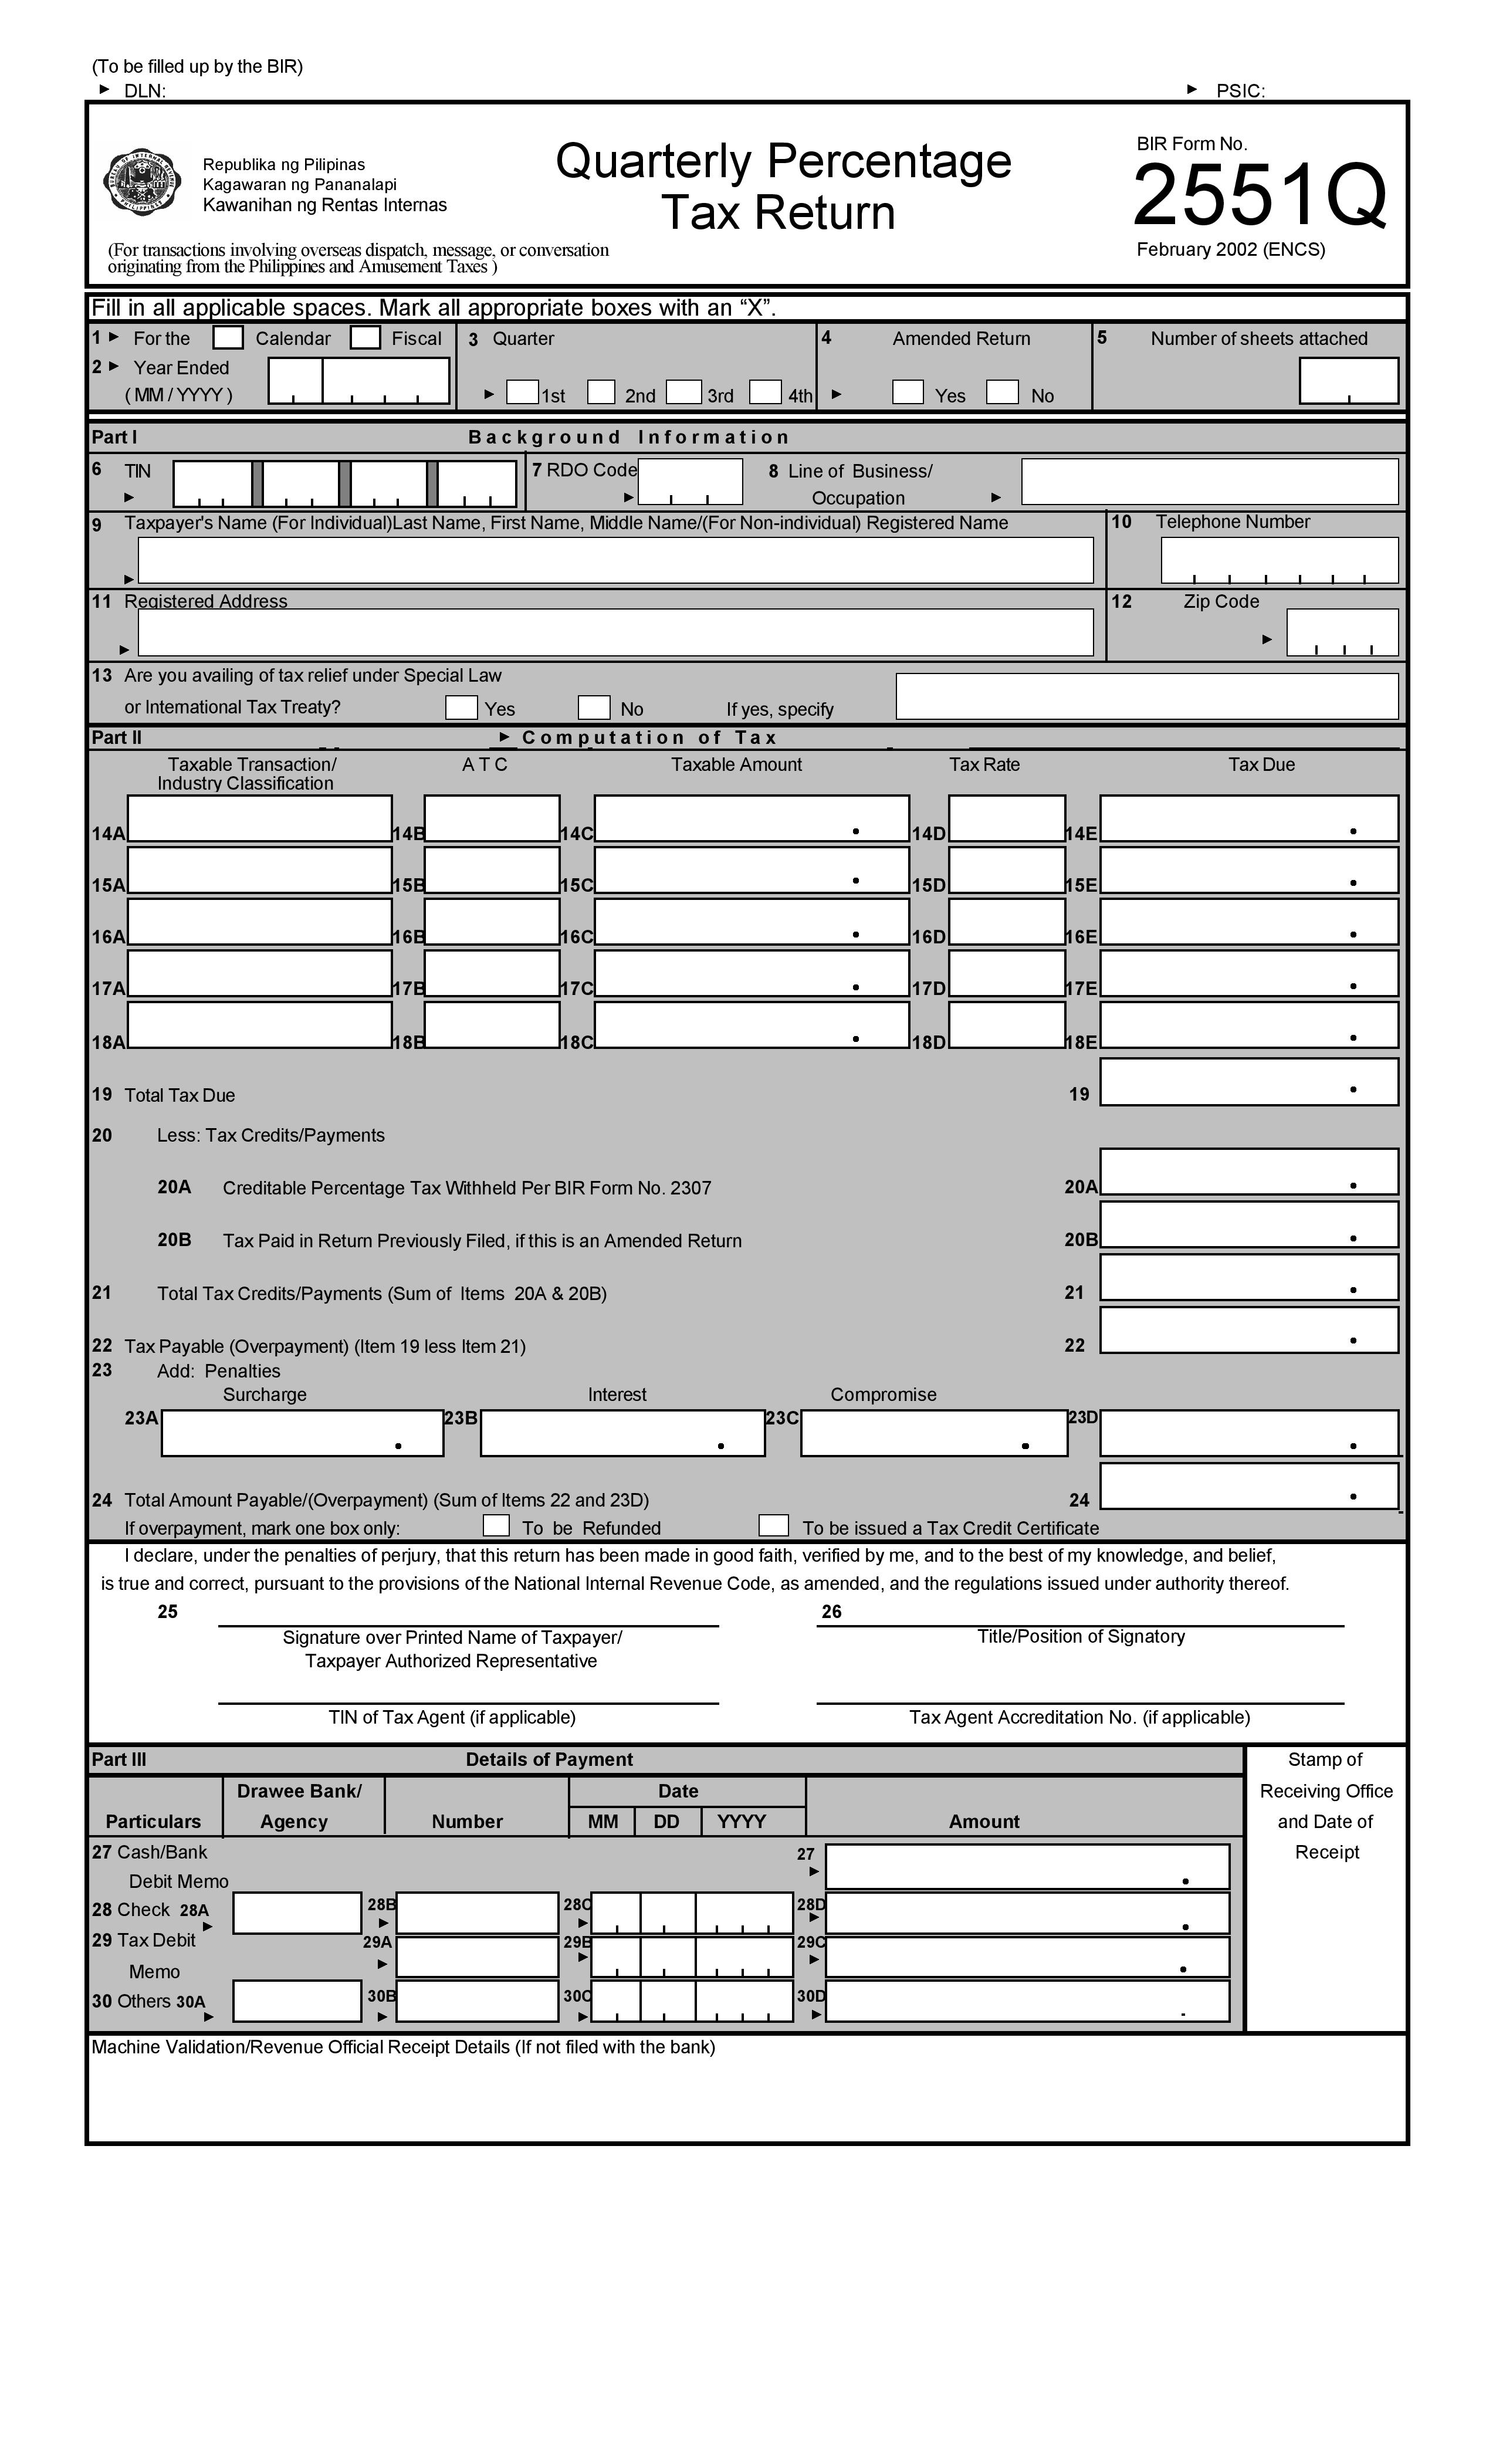 (To be filled up by the BIR)
DLN: PSIC:
Republika ng Pilipinas
Kagawaran ng Pananalapi
Kawanihan ng Rentas Internas
(For transactions involving overseas dispatch, message, or conversation
originating from the Philippines and Amusement Taxes )
Quarterly Percentage
Tax Return
BIR Form No.
2551Q
February 2002 (ENCS)
Fill in all applicable spaces. Mark all appropriate boxes with an “X”.
1 For the Calendar Fiscal
2 Year Ended
( MM / YYYY )
3 Quarter
1st 2nd 3rd 4th
4 Amended Return
Yes No
5 Number of sheets attached
Part I Background Information
6 TIN
7 RDO Code
8 Line of Business/
Occupation
9 Taxpayer's Name (For Individual)Last Name, First Name, Middle Name/(For Non-individual) Registered Name
10 Telephone Number
11 Registered Address
12 Zip Code
13 Are you availing of tax relief under Special Law
or International Tax Treaty? Yes No If yes, specify
Part II Computation of Tax
Taxable Transaction/
Industry Classification
A T C
Taxable Amount
Tax Rate
Tax Due
14A 14B 14C 14D 14E
15A 15B 15C 15D 15E
16A 16B 16C 16D 16E
17A 17B 17C 17D 17E
18A 18B 18C 18D 18E
19 Total Tax Due 19
20 Less: Tax Credits/Payments
20A Creditable Percentage Tax Withheld Per BIR Form No. 2307 20A
20B Tax Paid in Return Previously Filed, if this is an Amended Return 20B
21 Total Tax Credits/Payments (Sum of Items 20A & 20B) 21
22 Tax Payable (Overpayment) (Item 19 less Item 21) 22
23 Add: Penalties
Surcharge Interest Compromise
23A 23B 23C 23D
24 Total Amount Payable/(Overpayment) (Sum of Items 22 and 23D) 24
If overpayment, mark one box only: To be Refunded To be issued a Tax Credit Certificate
I declare, under the penalties of perjury, that this return has been made in good faith, verified by me, and to the best of my knowledge, and belief,
is true and correct, pursuant to the provisions of the National Internal Revenue Code, as amended, and the regulations issued under authority thereof.
25 26
Signature over Printed Name of Taxpayer/
Taxpayer Authorized Representative
Title/Position of Signatory
TIN of Tax Agent (if applicable)
Tax Agent Accreditation No. (if applicable)
Part III Details of Payment
Stamp of
Receiving Office
and Date of
Receipt
Particulars
Drawee Bank/
Agency
Number
Date
MM DD YYYY
Amount
27 Cash/Bank 27
Debit Memo
28 Check 28A 28B 28C 28D
29 Tax Debit 29A 29B 29C
Memo
30 Others 30A 30B 30C 30D
Machine Validation/Revenue Official Receipt Details (If not filed with the bank)